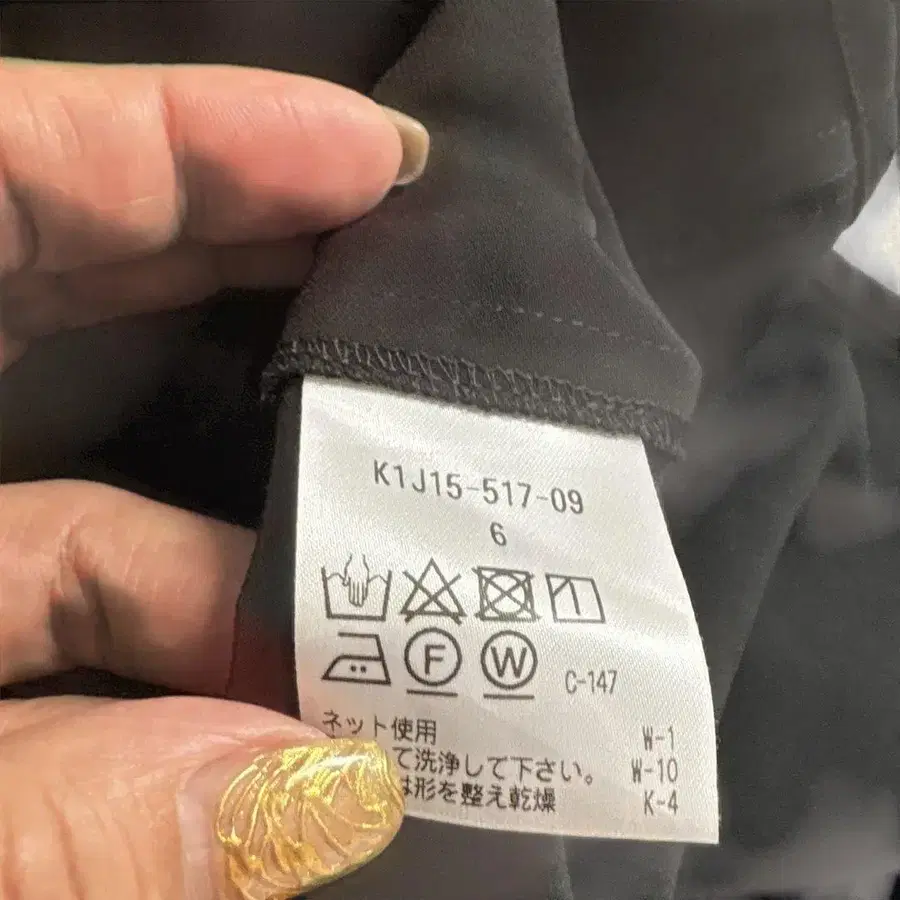 K1J15-517-09
6
F W C-147
ネット使用 W-1
て洗浄して下さい。 W-10
は形を整え乾燥 K-4